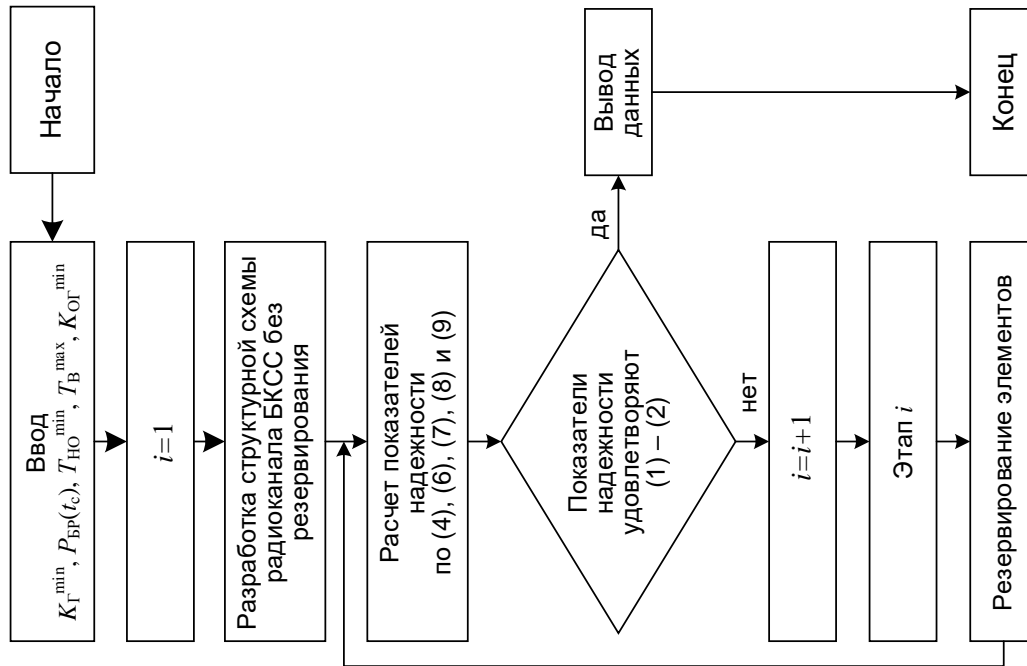 Начало
Ввод
K_Г^min, P_БР(t_с), T_НО^min, T_В^max, K_ОГ^min
i=1
Разработка структурной схемы
радиоканала БКСС без
резервирования
Расчет показателей
надежности
по (4), (6), (7), (8) и (9)
Показатели
надежности
удовлетворяют
(1) – (2)
да
Вывод
данных
Конец
нет
i=i+1
Этап i
Резервирование элементов